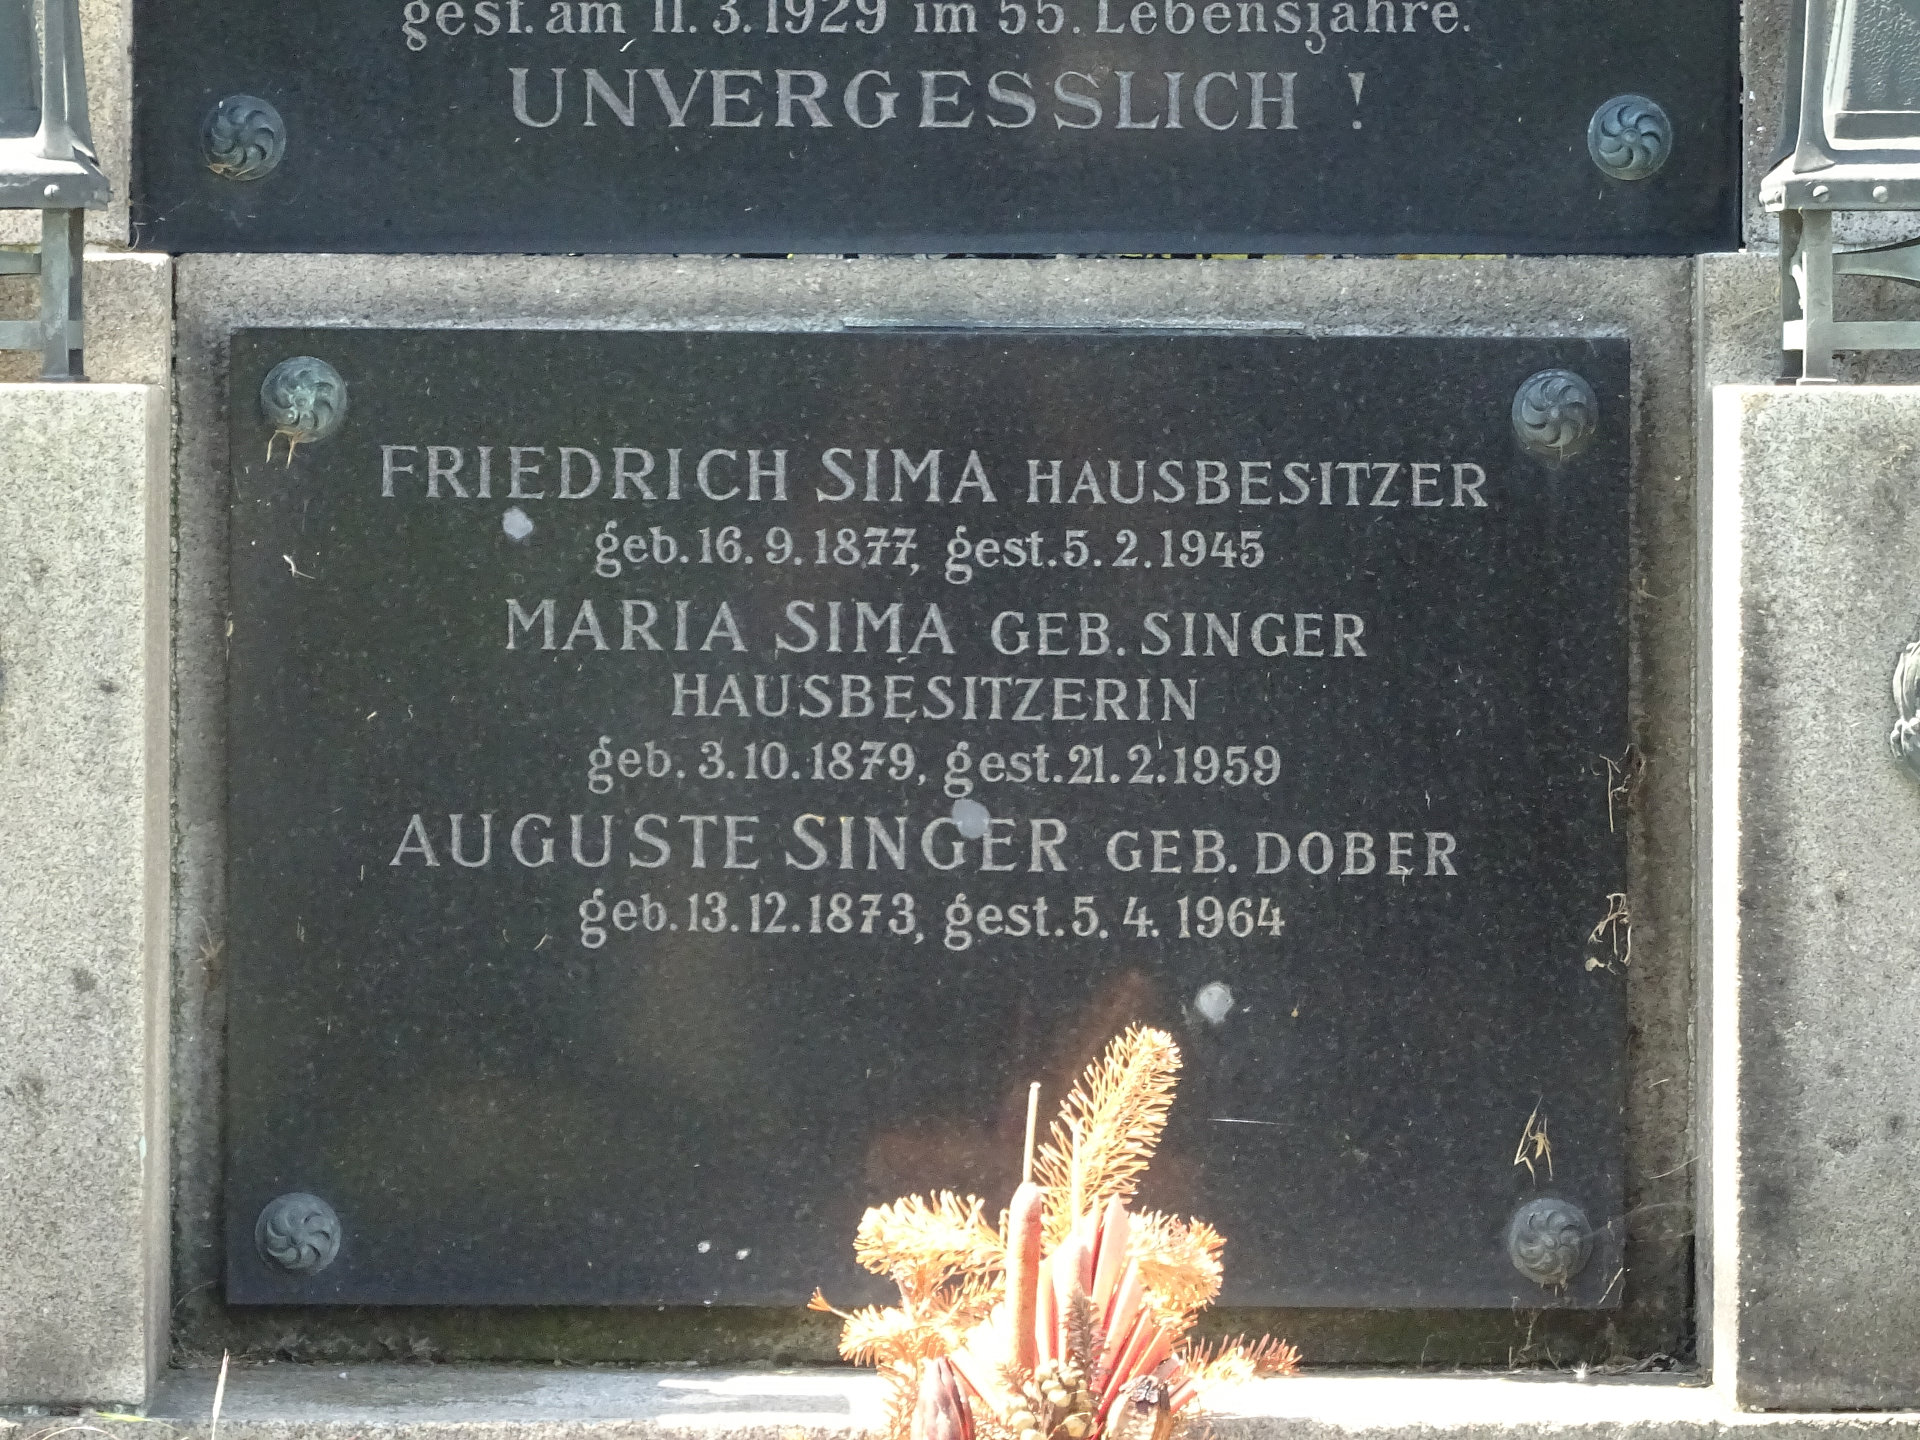 gest. am 11. 3. 1929 im 55. Lebensjahre.
UNVERGESSLICH !
FRIEDRICH SIMA HAUSBESITZER
geb. 16. 9. 1877, gest. 5. 2. 1945
MARIA SIMA GEB. SINGER
HAUSBESITZERIN
geb. 3. 10. 1879, gest. 21. 2. 1959
AUGUSTE SINGER GEB. DOBER
geb. 13. 12. 1873, gest. 5. 4. 1964